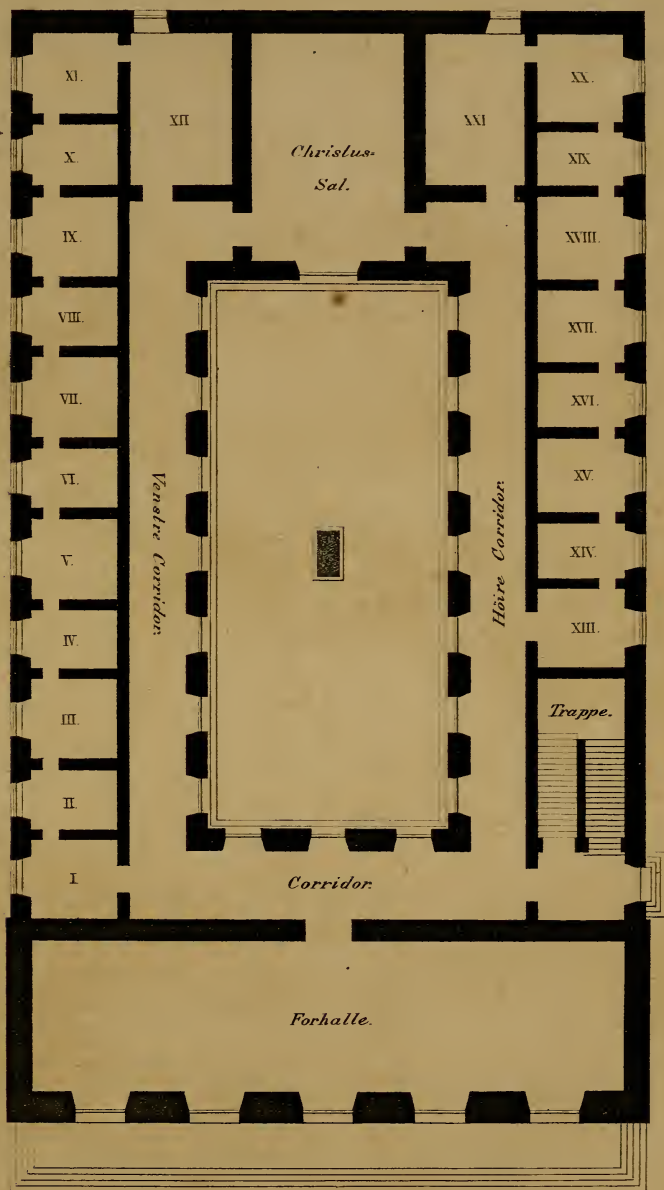 XI.
XII
Christus=
Sal.
XXI
XX.
X.
XIX
IX.
XVIII.
VIII.
XVII.
VII.
XVI.
VI.
Venstre Corridor.
Höire Corridor.
XV.
V.
XIV.
IV.
XIII.
III.
Trappe.
II.
I.
Corridor.
Forhalle.